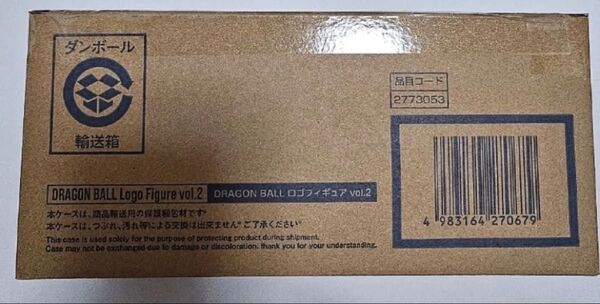 ダンボール
輸送箱
品目コード
2773053
DRAGON BALL Logo Figure vol.2
DRAGON BALL ロゴフィギュア vol.2
本ケースは、商品輸送用の保護梱包材です。
本ケースは、つぶれ、汚れ等による交換は出来ません。ご了承ください。
This case is used solely for the purpose of protecting product during shipment.
Case may not be exchanged due to damage or discoloration. thank you for your understanding.
4 983164 270679